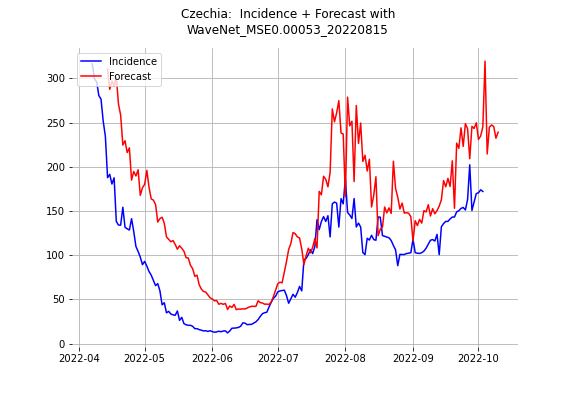 Czechia:  Incidence + Forecast with
WaveNet_MSE0.00053_20220815
Incidence
Forecast
300
250
200
150
100
50
0
2022-04 2022-05 2022-06 2022-07 2022-08 2022-09 2022-10